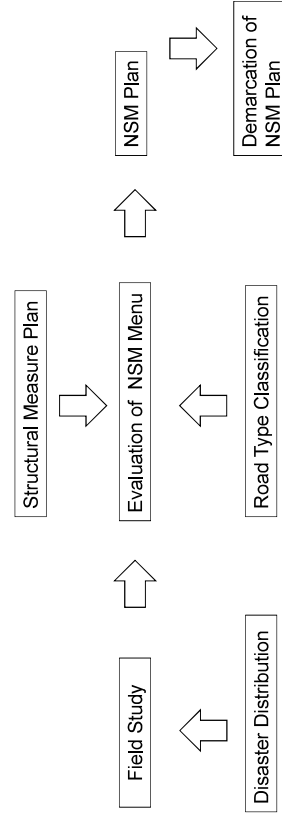 Structural Measure Plan
Field Study
Evaluation of NSM Menu
NSM Plan
Disaster Distribution
Road Type Classification
Demarcation of
NSM Plan